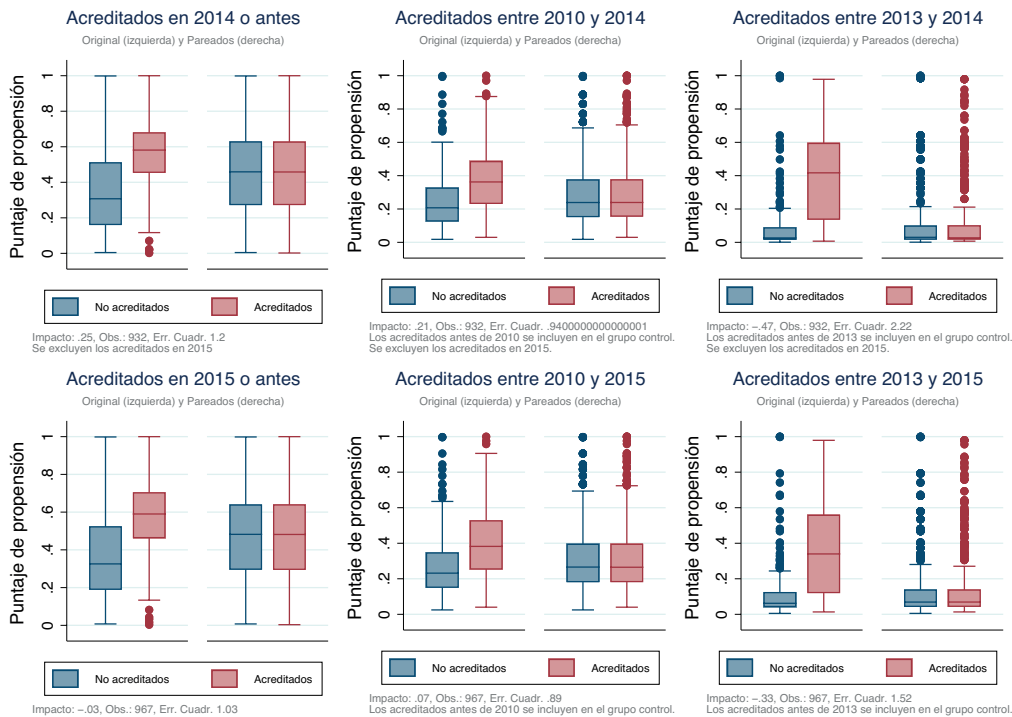 Acreditados en 2014 o antes
Original (izquierda) y Pareados (derecha)
Puntaje de propensión
1
.8
.6
.4
.2
0
No acreditados
Acreditados
Impacto: .25, Obs.: 932, Err. Cuadr. 1.2
Se excluyen los acreditados en 2015
Acreditados entre 2010 y 2014
Original (izquierda) y Pareados (derecha)
Puntaje de propensión
1
.8
.6
.4
.2
0
No acreditados
Acreditados
Impacto: .21, Obs.: 932, Err. Cuadr. .9400000000000001
Los acreditados antes de 2010 se incluyen en el grupo control.
Se excluyen los acreditados en 2015.
Acreditados entre 2013 y 2014
Original (izquierda) y Pareados (derecha)
Puntaje de propensión
1
.8
.6
.4
.2
0
No acreditados
Acreditados
Impacto: −.47, Obs.: 932, Err. Cuadr. 2.22
Los acreditados antes de 2013 se incluyen en el grupo control.
Se excluyen los acreditados en 2015.
Acreditados en 2015 o antes
Original (izquierda) y Pareados (derecha)
Puntaje de propensión
1
.8
.6
.4
.2
0
No acreditados
Acreditados
Impacto: −.03, Obs.: 967, Err. Cuadr. 1.03
Acreditados entre 2010 y 2015
Original (izquierda) y Pareados (derecha)
Puntaje de propensión
1
.8
.6
.4
.2
0
No acreditados
Acreditados
Impacto: .07, Obs.: 967, Err. Cuadr. .89
Los acreditados antes de 2010 se incluyen en el grupo control.
Acreditados entre 2013 y 2015
Original (izquierda) y Pareados (derecha)
Puntaje de propensión
1
.8
.6
.4
.2
0
No acreditados
Acreditados
Impacto: −.33, Obs.: 967, Err. Cuadr. 1.52
Los acreditados antes de 2013 se incluyen en el grupo control.